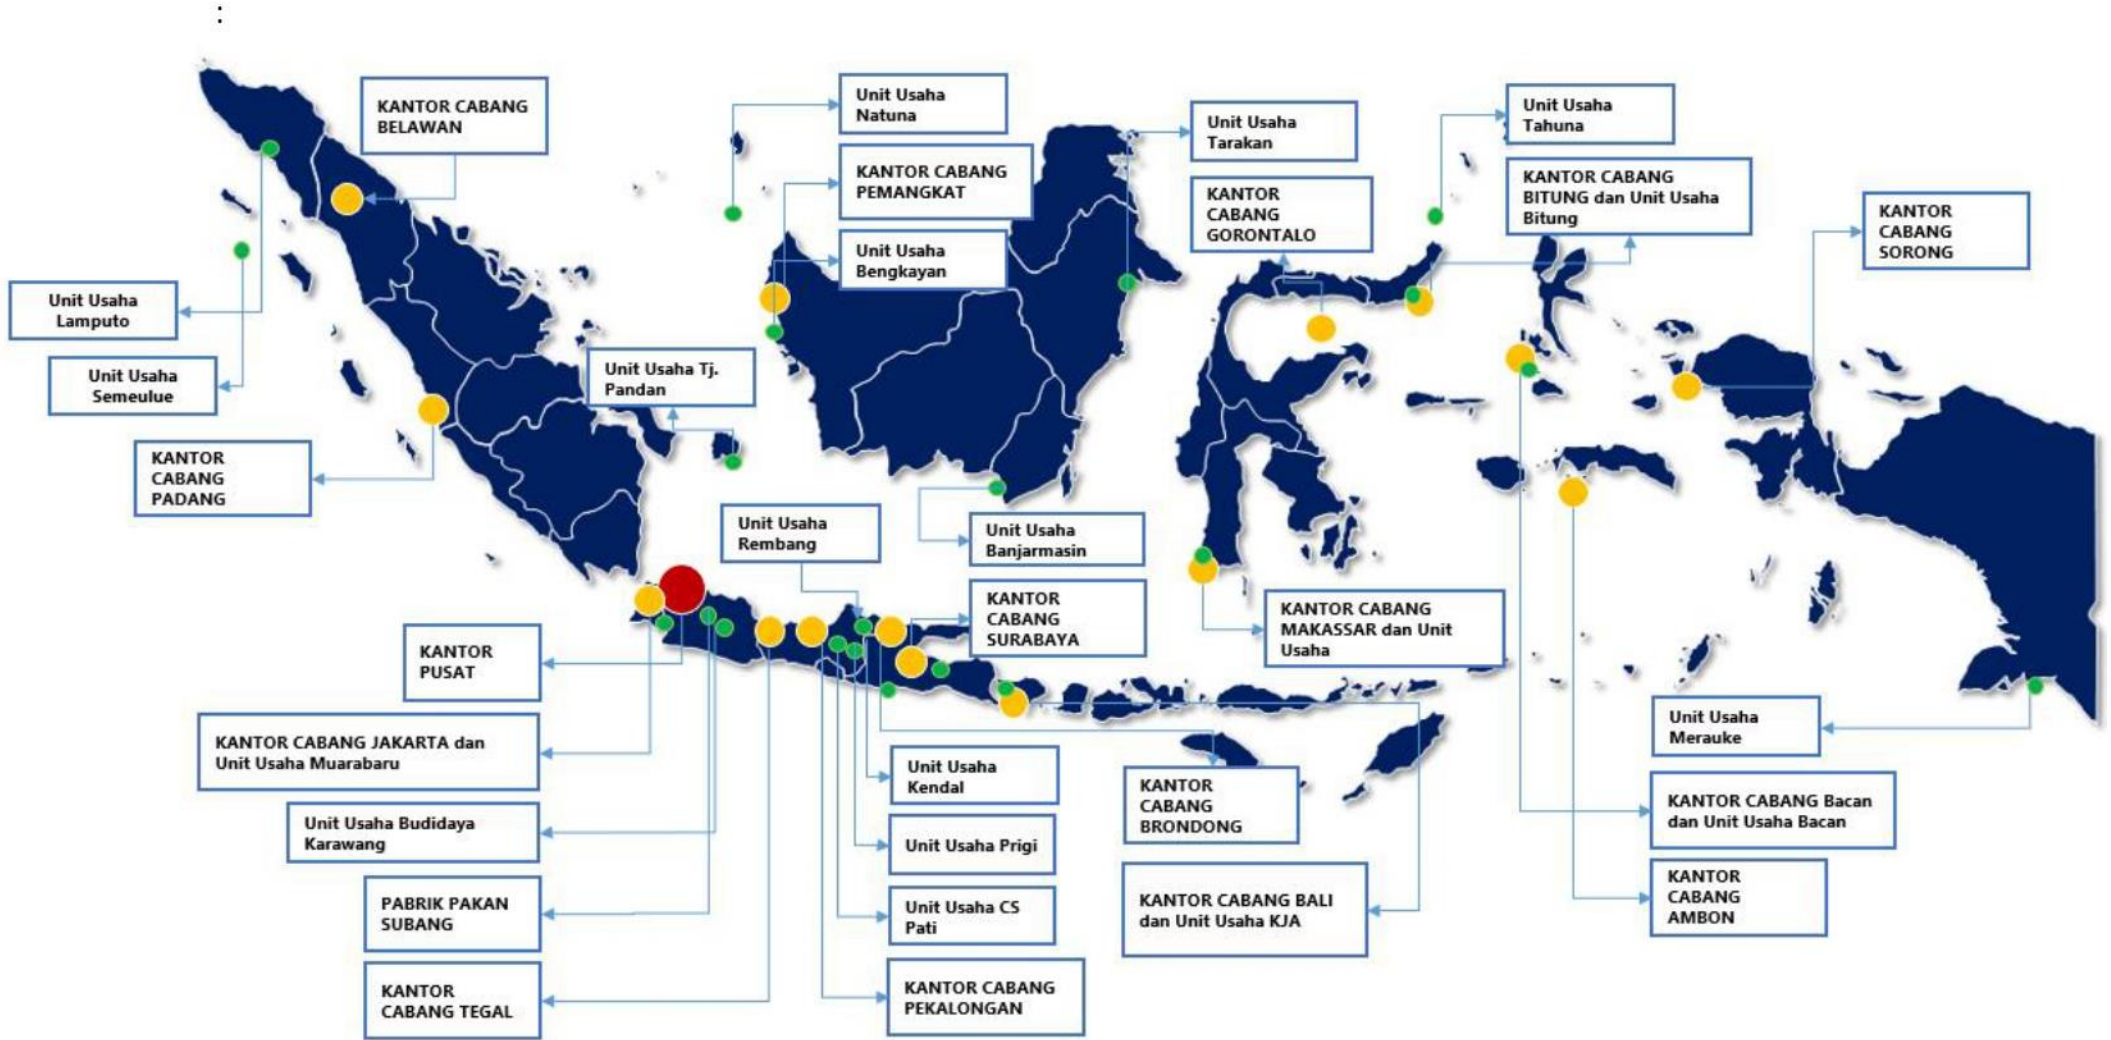 :
KANTOR CABANG
BELAWAN
Unit Usaha
Natuna
KANTOR CABANG
PEMANGKAT
Unit Usaha
Bengkayan
Unit Usaha
Tarakan
KANTOR
CABANG
GORONTALO
Unit Usaha
Tahuna
KANTOR CABANG
BITUNG dan Unit Usaha
Bitung
KANTOR
CABANG
SORONG
Unit Usaha
Lamputo
Unit Usaha
Semeulue
KANTOR
CABANG
PADANG
Unit Usaha Tj.
Pandan
Unit Usaha
Rembang
Unit Usaha
Banjarmasin
KANTOR
CABANG
SURABAYA
KANTOR CABANG
MAKASSAR dan Unit
Usaha
KANTOR
PUSAT
KANTOR CABANG JAKARTA dan
Unit Usaha Muarabaru
Unit Usaha Budidaya
Karawang
PABRIK PAKAN
SUBANG
KANTOR
CABANG TEGAL
Unit Usaha
Kendal
Unit Usaha Prigi
Unit Usaha CS
Pati
KANTOR CABANG
PEKALONGAN
KANTOR
CABANG
BRONDONG
KANTOR CABANG BALI
dan Unit Usaha KJA
Unit Usaha
Merauke
KANTOR CABANG Bacan
dan Unit Usaha Bacan
KANTOR
CABANG
AMBON